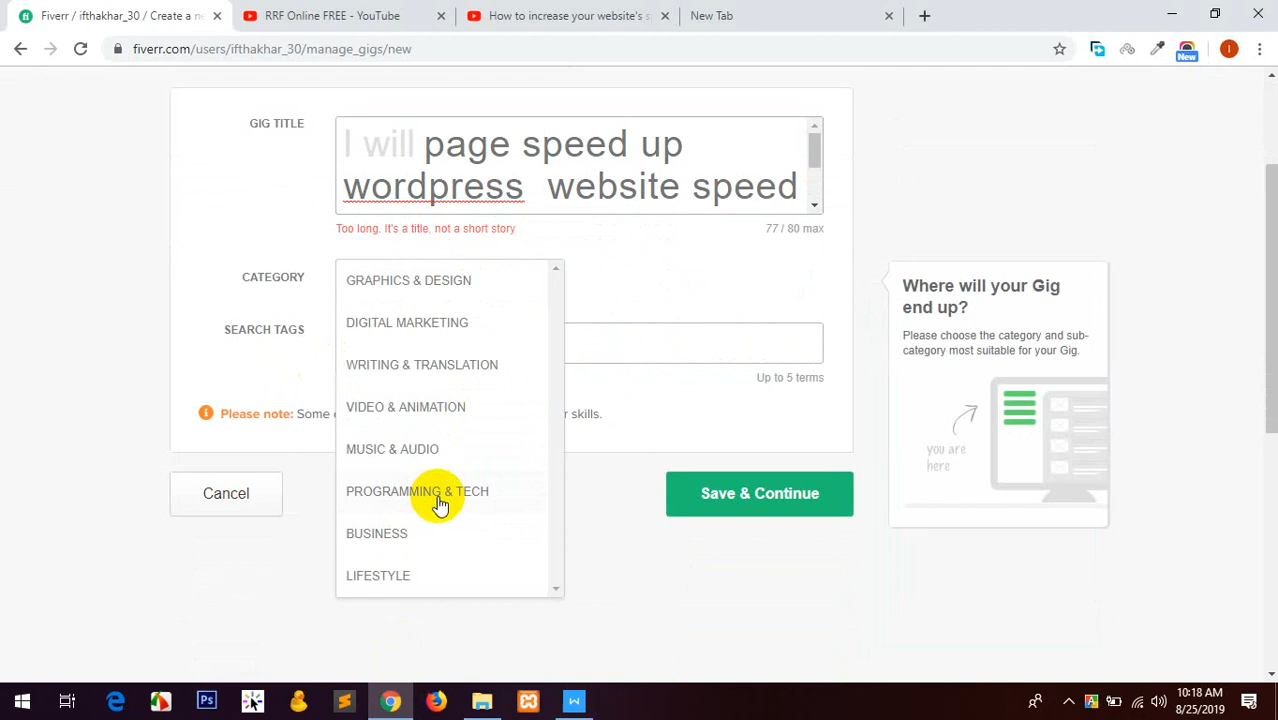 Fiverr / ifthakhar_30 / Create a ne
RRF Online FREE - YouTube
How to increase your website's s
New Tab
fiverr.com/users/ifthakhar_30/manage_gigs/new
New
I
GIG TITLE
I will page speed up
wordpress website speed
Too long. It's a title, not a short story
77 / 80 max
CATEGORY
GRAPHICS & DESIGN
DIGITAL MARKETING
WRITING & TRANSLATION
VIDEO & ANIMATION
MUSIC & AUDIO
PROGRAMMING & TECH
BUSINESS
LIFESTYLE
SEARCH TAGS
Up to 5 terms
Please note: Some
r skills.
Cancel
Save & Continue
Where will your Gig
end up?
Please choose the category and sub-
category most suitable for your Gig.
you are
here
10:18 AM
8/25/2019